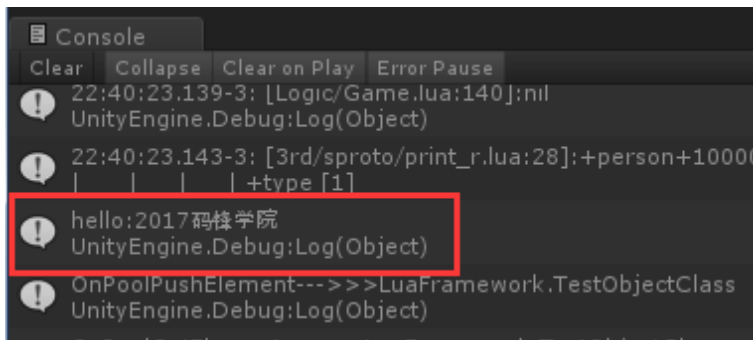 Console
Clear Collapse Clear on Play Error Pause
22:40:23.139-3: [Logic/Game.lua:140]:nil
UnityEngine.Debug:Log(Object)
22:40:23.143-3: [3rd/sproto/print_r.lua:28]:+person+10000
| | | | +type [1]
hello:2017码锋学院
UnityEngine.Debug:Log(Object)
OnPoolPushElement--->>>LuaFramework.TestObjectClass
UnityEngine.Debug:Log(Object)